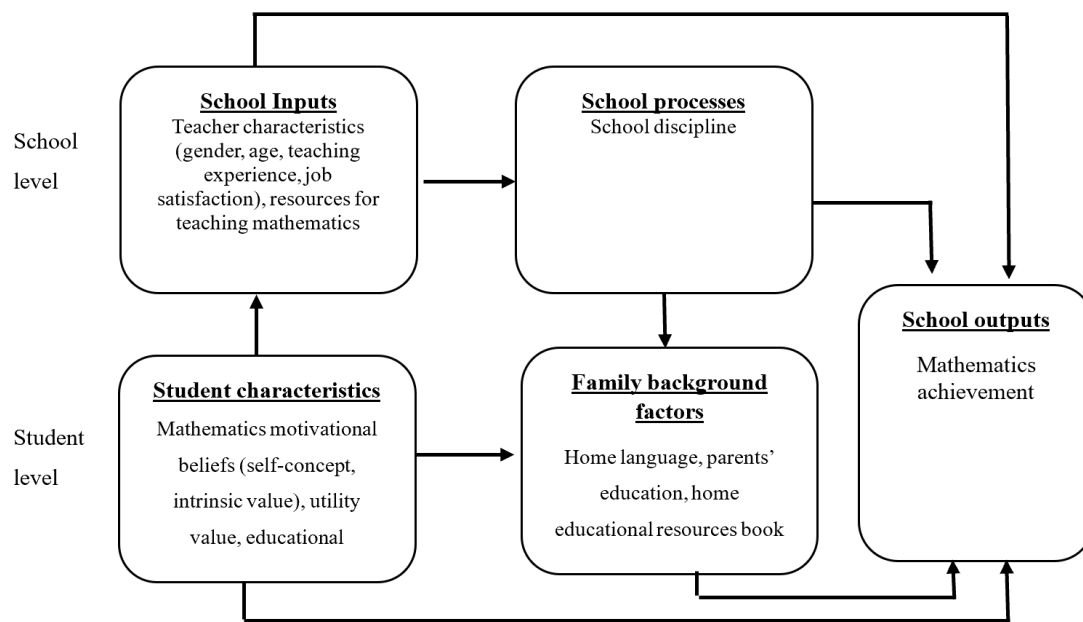 School
level
School Inputs
Teacher characteristics
(gender, age, teaching
experience, job
satisfaction), resources for
teaching mathematics
School processes
School discipline
School outputs
Mathematics
achievement
Student
level
Student characteristics
Mathematics motivational
beliefs (self-concept,
intrinsic value), utility
value, educational
Family background
factors
Home language, parents’
education, home
educational resources book